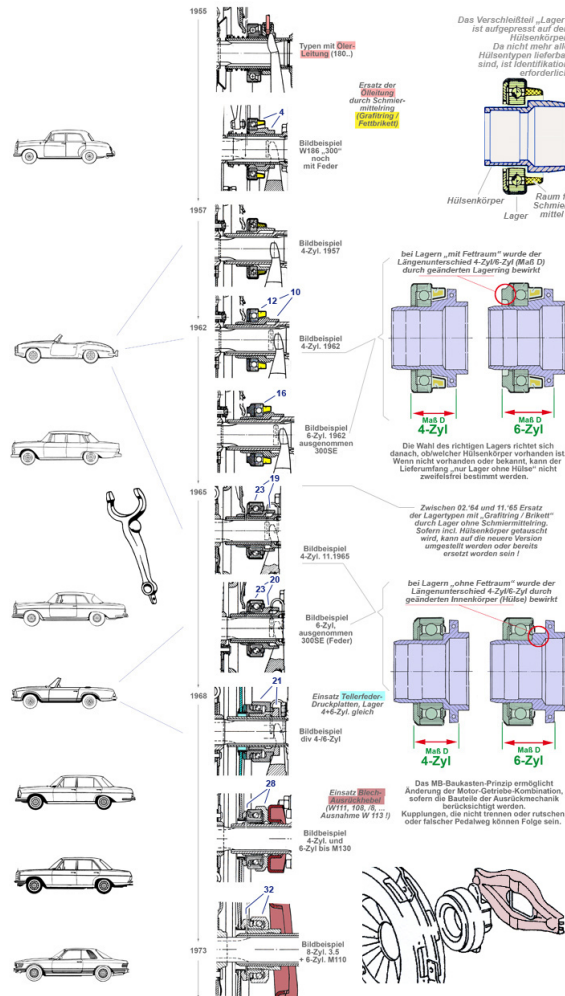 1955
Das Verschleißteil „Lager
ist aufgepresst auf den
Hülsenkörper
Da nicht mehr alle
Hülsentypen lieferba
sind, ist Identifikation
erforderlich
Typen mit Öler-
Leitung (180..)
Ersatz der
Ölleitung
durch Schmier-
mittelring
(Grafitring /
Fettbrikett)
4
10
Bildbeispiel
W186 „300“
noch
mit Feder
Hülsenkörper
Lager
Raum f
Schmie
mittel
1957
Bildbeispiel
4-Zyl. 1957
bei Lagern „mit Fettraum“ wurde der
Längenunterschied 4-Zyl/6-Zyl (Maß D)
durch geänderten Lagerring bewirkt
12
10
1962
Bildbeispiel
4-Zyl. 1962
Maß D
4-Zyl
Maß D
6-Zyl
16
Bildbeispiel
6-Zyl. 1962
ausgenommen
300SE
Die Wahl des richtigen Lagers richtet sich
danach, ob/welcher Hülsenkörper vorhanden ist.
Wenn nicht vorhanden oder bekannt, kann der
Lieferumfang „nur Lager ohne Hülse“ nicht
zweifelsfrei bestimmt werden.
1965
23
19
Zwischen 02.'64 und 11.'65 Ersatz
der Lagertypen mit „Grafitring / Brikett“
durch Lager ohne Schmiermittelring.
Sofern incl. Hülsenkörper getauscht
wird, kann auf die neuere Version
umgestellt werden oder bereits
ersetzt worden sein !
Bildbeispiel
4-Zyl. 11.1965
20
23
bei Lagern „ohne Fettraum“ wurde der
Längenunterschied 4-Zyl/6-Zyl durch
geänderten Innenkörper (Hülse) bewirkt
Bildbeispiel
6-Zyl,
ausgenommen
300SE (Feder)
21
1968
Einsatz Tellerfeder-
Druckplatten, Lager
4+6-Zyl. gleich
Maß D
4-Zyl
Maß D
6-Zyl
Bildbeispiel
div 4-/6-Zyl
28
Einsatz Blech-
Ausrückhebel
(W111, 108, /8, ...
Ausnahme W 113 !)
Das MB-Baukasten-Prinzip ermöglicht
Änderung der Motor-Getriebe-Kombination,
sofern die Bauteile der Ausrückmechanik
berücksichtigt werden.
Kupplungen, die nicht trennen oder rutschen
oder falscher Pedalweg können Folge sein.
Bildbeispiel
4-Zyl. und
6-Zyl bis M130
32
1973
Bildbeispiel
8-Zyl. 3.5
+ 6-Zyl. M110